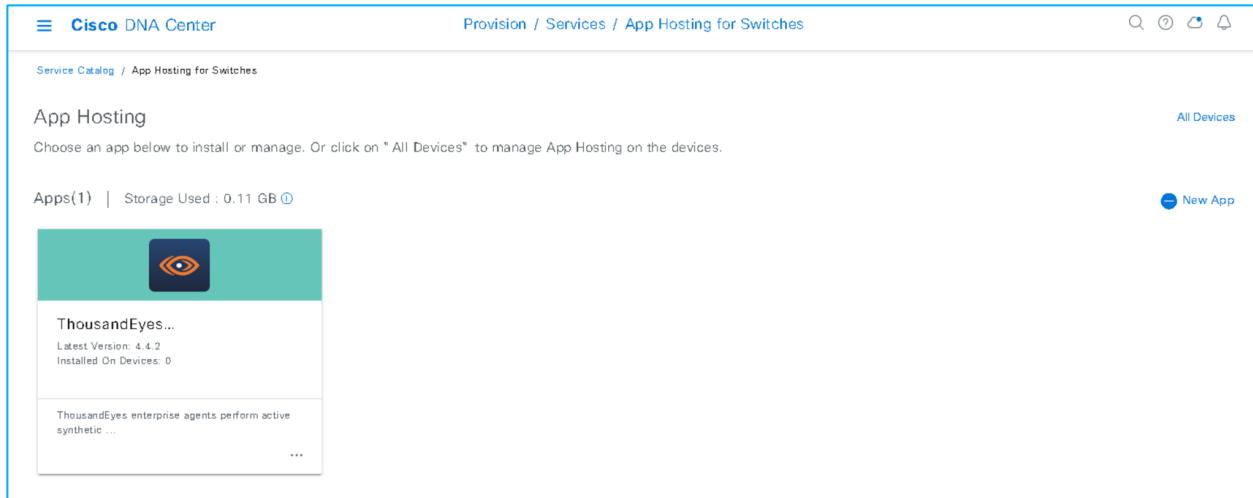 Cisco DNA Center
Provision / Services / App Hosting for Switches
Service Catalog / App Hosting for Switches
App Hosting
All Devices
Choose an app below to install or manage. Or click on "All Devices" to manage App Hosting on the devices.
Apps(1) | Storage Used : 0.11 GB
New App
ThousandEyes...
Latest Version: 4.4.2
Installed On Devices: 0
ThousandEyes enterprise agents perform active
synthetic ...